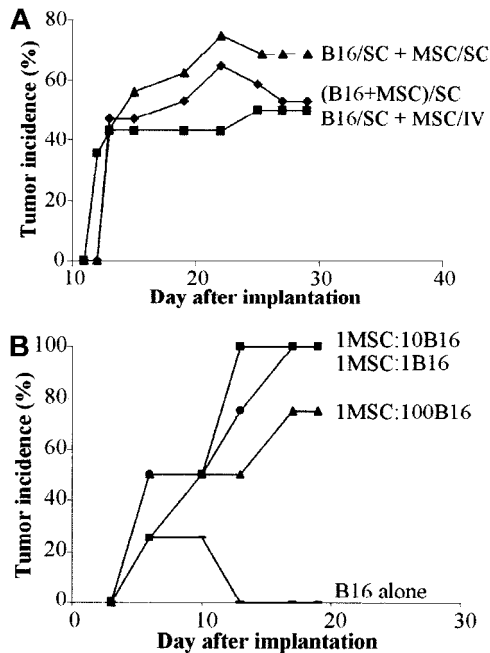 A
Tumor incidence (%)
80
60
40
20
0
B16/SC + MSC/SC
(B16+MSC)/SC
B16/SC + MSC/IV
10
20
30
40
Day after implantation
B
Tumor incidence (%)
100
80
60
40
20
0
1MSC:10B16
1MSC:1B16
1MSC:100B16
B16 alone
0
10
20
30
Day after implantation